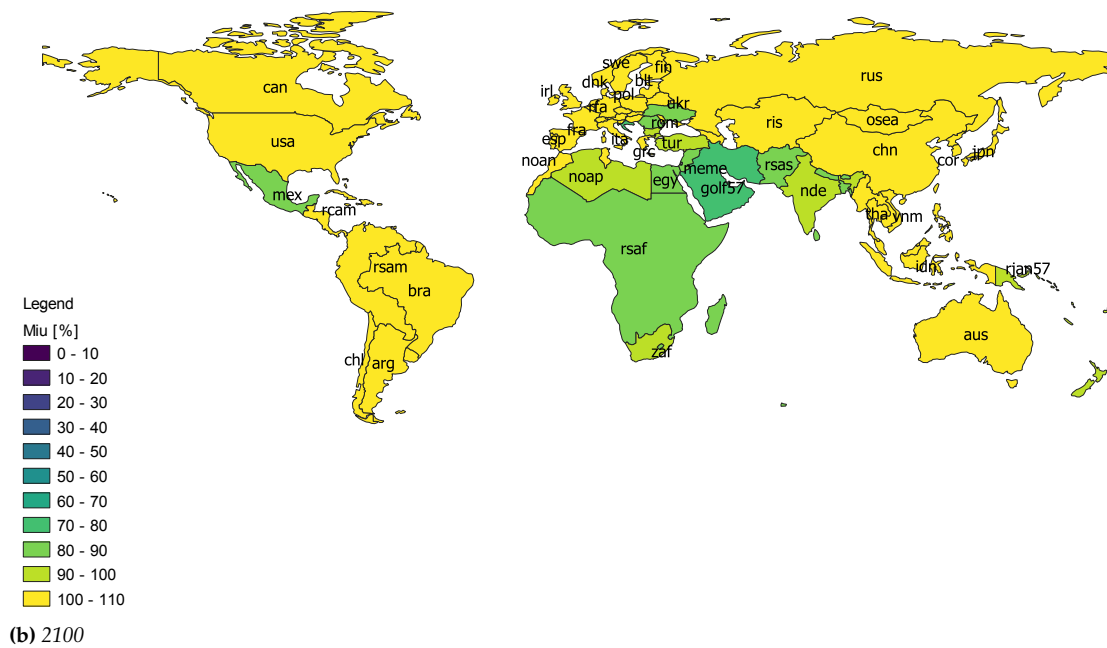 swe
fin
dnk
blt
irl
pol
rus
can
rfa
ukr
osea
ris
rom
fra
usa
esp
ita
tur
jpn
chn
cor
grc
noan
meme
rsas
noap
egy
golf57
nde
mex
rcam
tha
vnm
rsaf
rsam
idn
rjan57
bra
aus
zaf
chl
arg
Legend
Miu [%]
0 - 10
10 - 20
20 - 30
30 - 40
40 - 50
50 - 60
60 - 70
70 - 80
80 - 90
90 - 100
100 - 110
(b) 2100